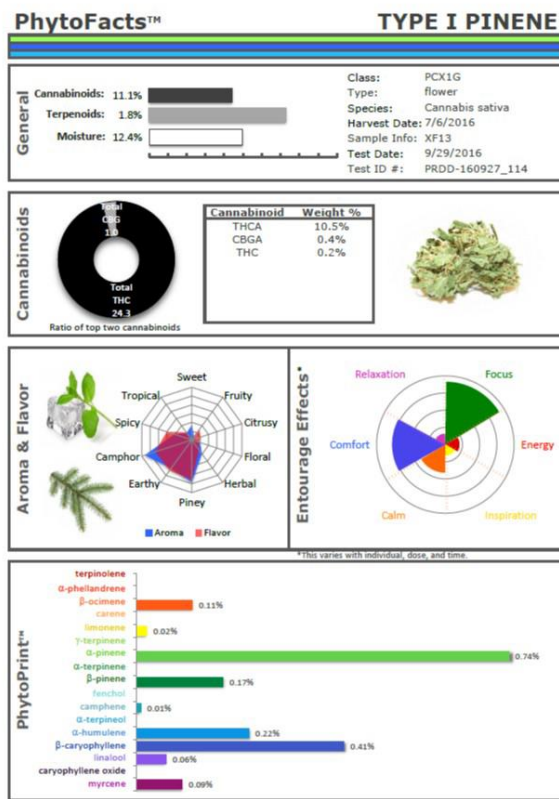 PhytoFacts™ TYPE I PINENE
General
Cannabinoids: 11.1%
Terpenoids: 1.8%
Moisture: 12.4%
Class: PCX1G
Type: flower
Species: Cannabis sativa
Harvest Date: 7/6/2016
Sample Info: XF13
Test Date: 9/29/2016
Test ID #: PRDD-160927_114
Cannabinoids
Total
CBG
1.0
Total
THC
24.3
Ratio of top two cannabinoids
Cannabinoid Weight %
THCA 10.5%
CBGA 0.4%
THC 0.2%
Aroma & Flavor
Sweet
Tropical Fruity
Spicy Citrusy
Camphor Floral
Earthy Herbal
Piney
Aroma Flavor
Entourage Effects*
Relaxation Focus
Comfort Energy
Calm Inspiration
*This varies with individual, dose, and time.
PhytoPrint™
terpinolene
α-phellandrene
β-ocimene 0.11%
carene
limonene 0.02%
γ-terpinene
α-pinene 0.74%
α-terpinene
β-pinene 0.17%
fenchol
camphene 0.01%
α-terpineol
α-humulene 0.22%
β-caryophyllene 0.41%
linalool 0.06%
caryophyllene oxide
myrcene 0.09%